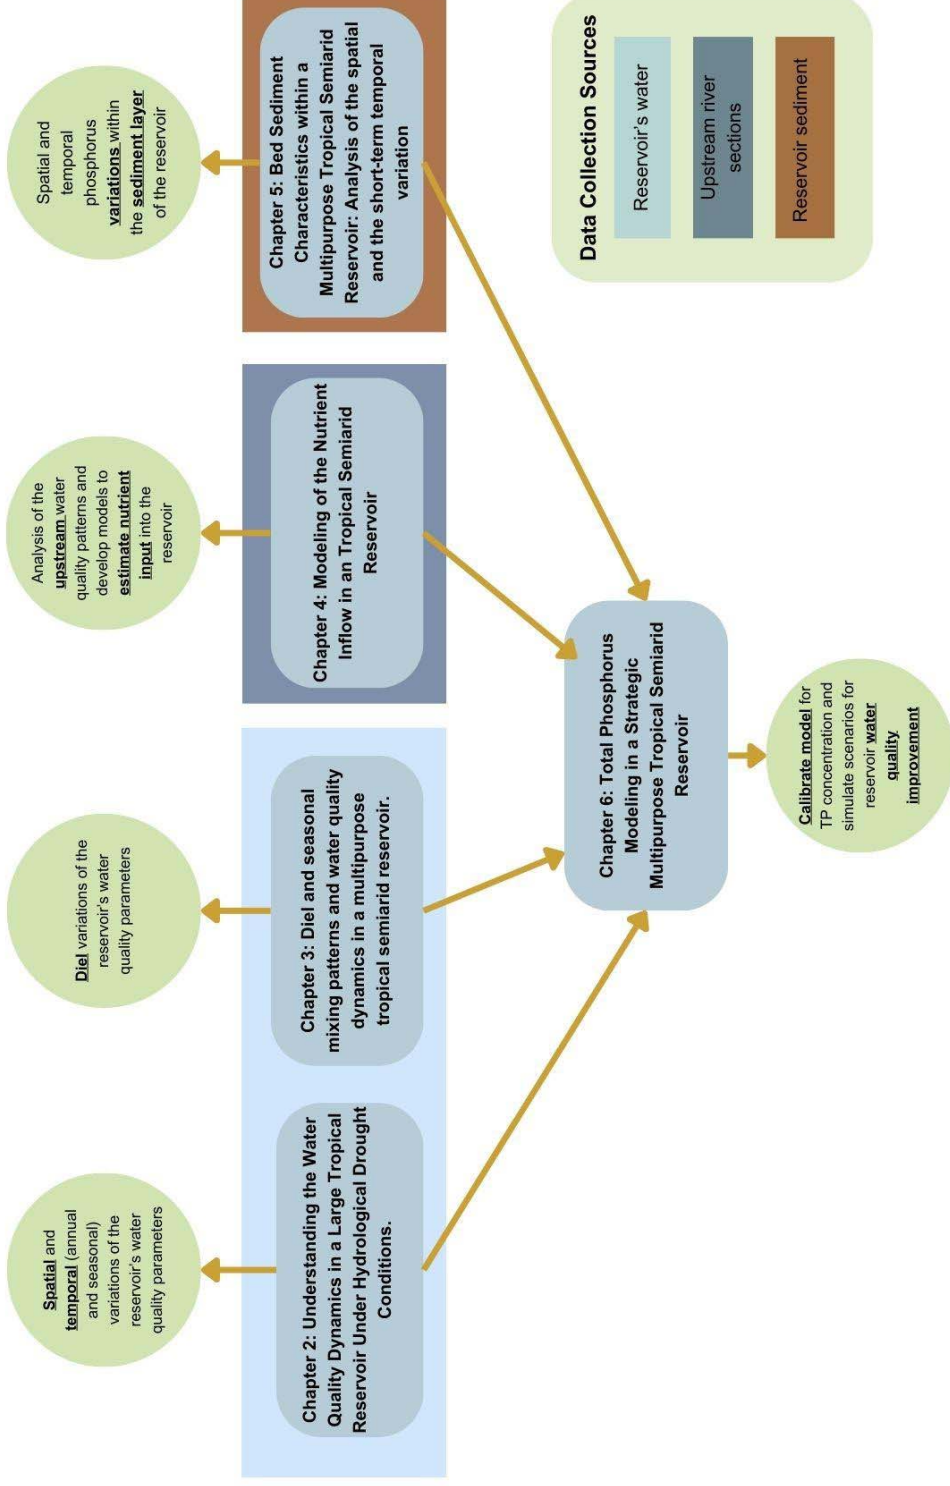 Spatial and
temporal (annual
and seasonal)
variations of the
reservoir's water
quality parameters
Diel variations of the
reservoir's water
quality parameters
Analysis of the
upstream water
quality patterns and
develop models to
estimate nutrient
input into the
reservoir
Spatial and
temporal
phosphorus
variations within
the sediment layer
of the reservoir
Chapter 2: Understanding the Water
Quality Dynamics in a Large Tropical
Reservoir Under Hydrological Drought
Conditions.
Chapter 3: Diel and seasonal
mixing patterns and water quality
dynamics in a multipurpose
tropical semiarid reservoir.
Chapter 4: Modeling of the Nutrient
Inflow in an Tropical Semiarid
Reservoir
Chapter 5: Bed Sediment
Characteristics within a
Multipurpose Tropical Semiarid
Reservoir: Analysis of the spatial
and the short-term temporal
variation
Chapter 6: Total Phosphorus
Modeling in a Strategic
Multipurpose Tropical Semiarid
Reservoir
Calibrate model for
TP concentration and
simulate scenarios for
reservoir water
quality
improvement
Data Collection Sources
Reservoir's water
Upstream river
sections
Reservoir sediment